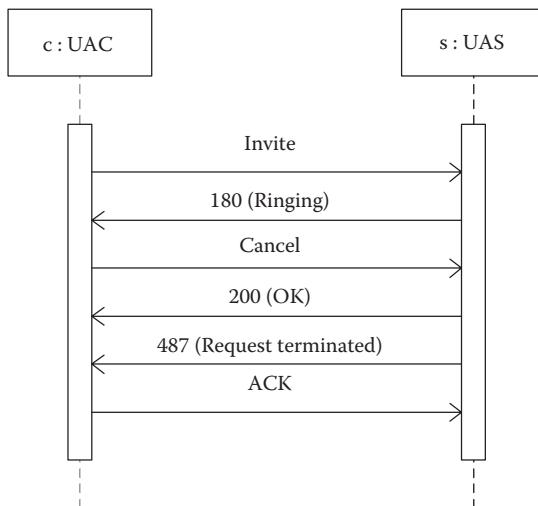 c : UAC
s : UAS
Invite
180 (Ringing)
Cancel
200 (OK)
487 (Request terminated)
ACK